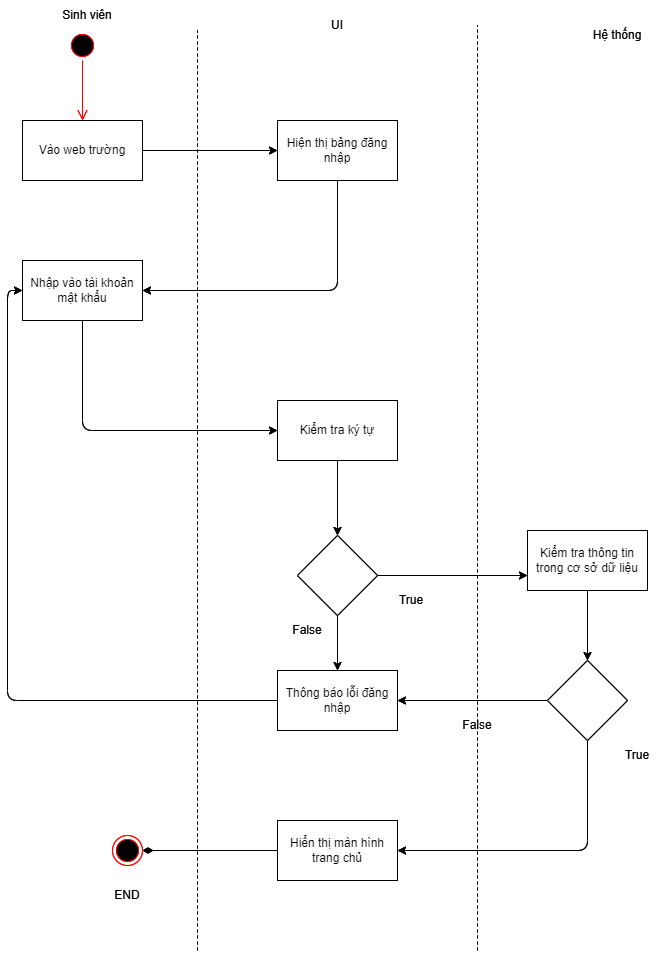 Sinh viên
UI
Hệ thống
Vào web trường
Hiện thị bảng đăng
nhập
Nhập vào tài khoản
mật khẩu
Kiểm tra ký tự
Kiểm tra thông tin
trong cơ sở dữ liệu
True
False
Thông báo lỗi đăng
nhập
False
True
Hiển thị màn hình
trang chủ
END